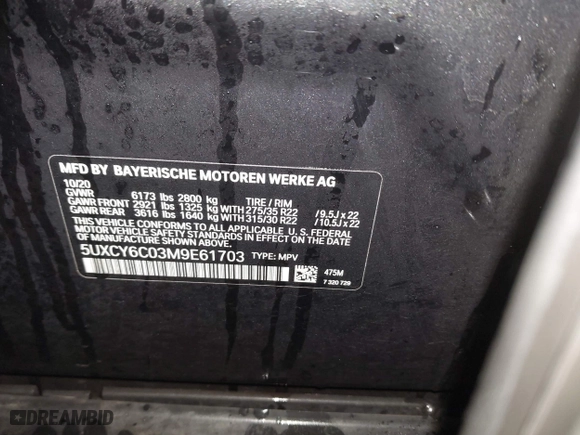 MFD BY BAYERISCHE MOTOREN WERKE AG
10/20
GVWR 6173 lbs 2800 kg TIRE / RIM
GAWR FRONT 2921 lbs 1325 kg WITH 275/35 R22 / 9.5J x 22
GAWR REAR 3616 lbs 1640 kg WITH 315/30 R22 / 10.5J x 22
THIS VEHICLE CONFORMS TO ALL APPLICABLE U.S. FEDERAL
MOTOR VEHICLE SAFETY STANDARDS IN EFFECT ON THE
DATE OF MANUFACTURE SHOWN ABOVE.
5UXCY6C03M9E61703 TYPE: MPV
475M
7 320 729
DREAMBID